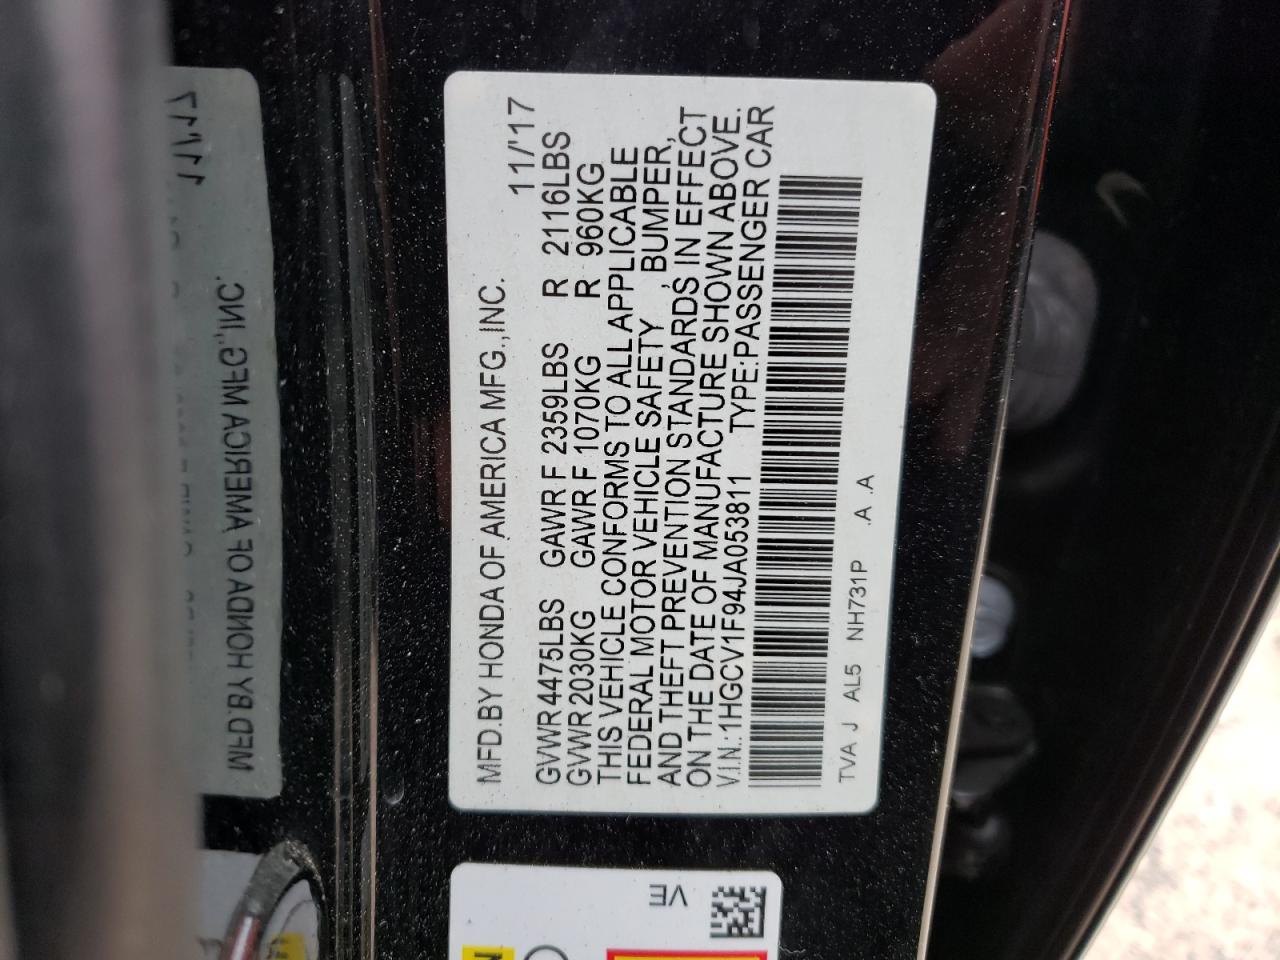 MFD.BY HONDA OF AMERICA MFG.,INC. 11/'17
GVWR 4475LBS GAWR F 2359LBS R 2116LBS
GVWR 2030KG GAWR F 1070KG R 960KG
THIS VEHICLE CONFORMS TO ALL APPLICABLE
FEDERAL MOTOR VEHICLE SAFETY, BUMPER,
AND THEFT PREVENTION STANDARDS IN EFFECT
ON THE DATE OF MANUFACTURE SHOWN ABOVE.
V.I.N.:1HGCV1F94JA053811 TYPE:PASSENGER CAR
TVA J AL5 NH731P .A .A
VE
MFD BY HONDA OF AMERICA MFG.,INC.
11/'17